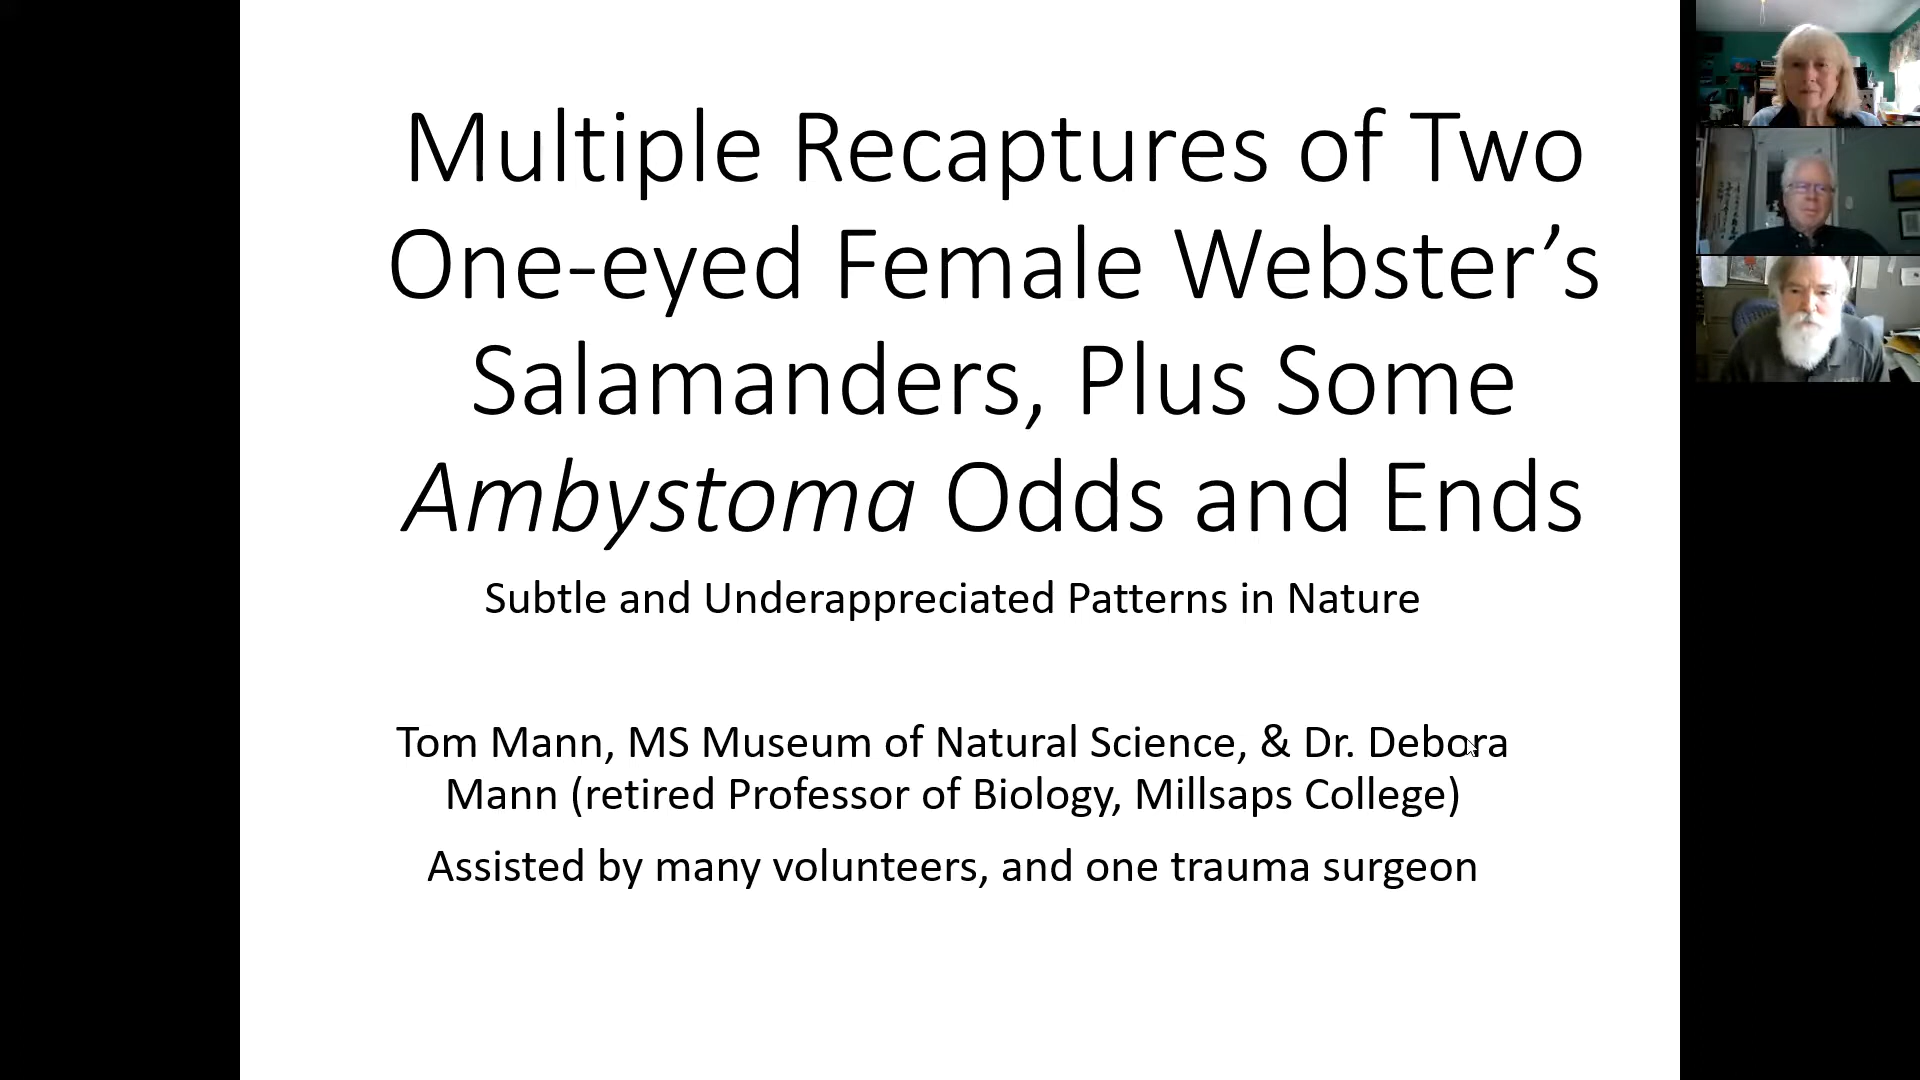 Multiple Recaptures of Two
One-eyed Female Webster’s
Salamanders, Plus Some
Ambystoma Odds and Ends
Subtle and Underappreciated Patterns in Nature
Tom Mann, MS Museum of Natural Science, & Dr. Debora
Mann (retired Professor of Biology, Millsaps College)
Assisted by many volunteers, and one trauma surgeon